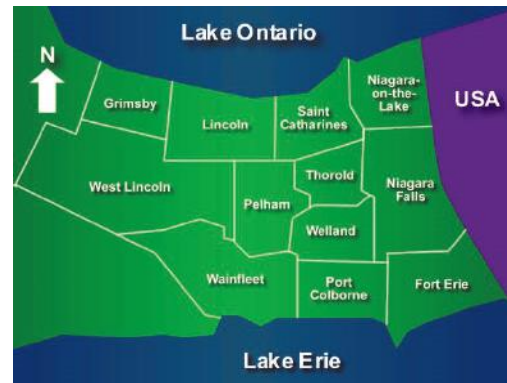 Lake Ontario
N
Niagara-
on-the-
Lake
USA
Grimsby
Lincoln
Saint
Catharines
Thorold
West Lincoln
Niagara
Falls
Pelham
Welland
Wainfleet
Port
Colborne
Fort Erie
Lake Erie